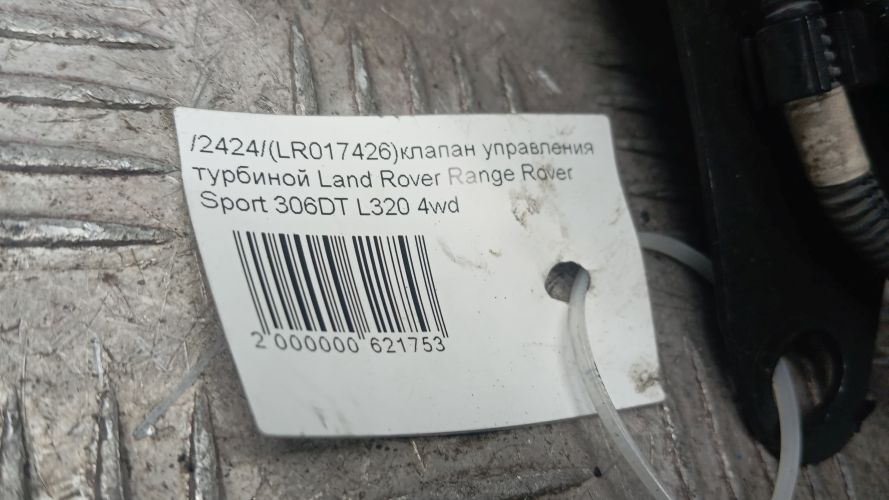 /2424/(LR017426)клапан управления
турбиной Land Rover Range Rover
Sport 306DT L320 4wd
2 000000 621753